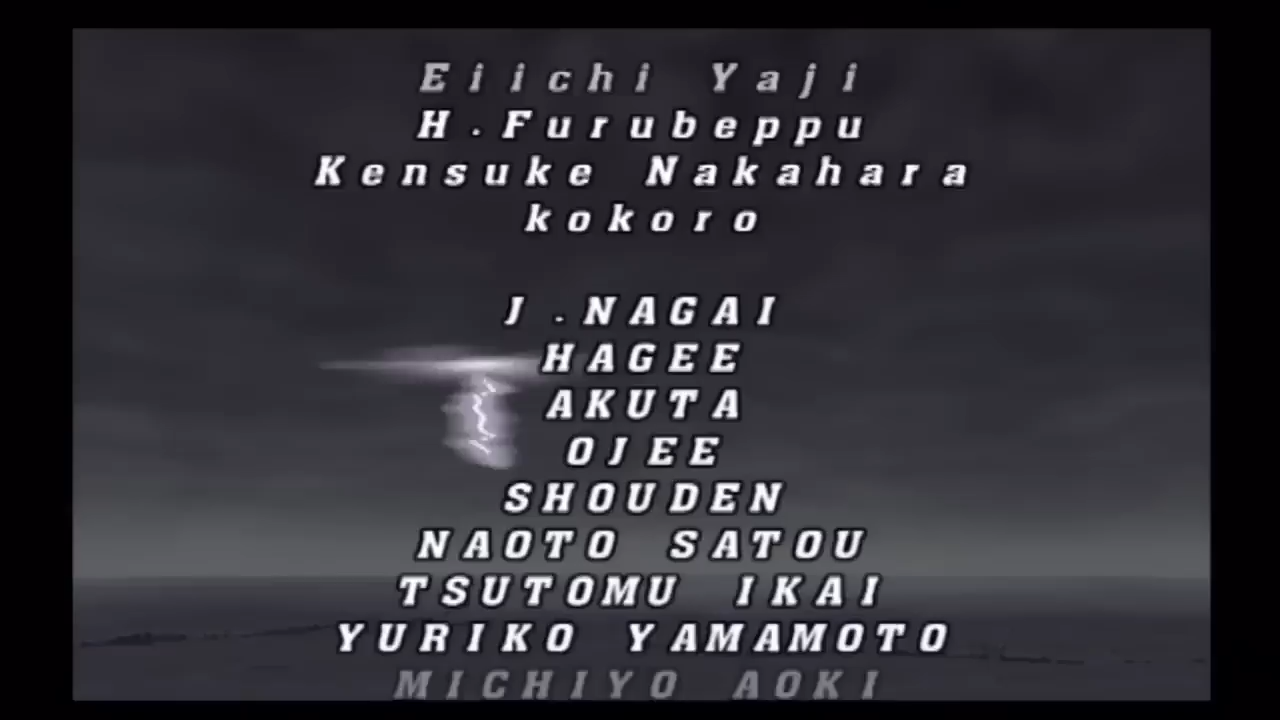 Eiichi Yaji
H.Furubeppu
Kensuke Nakahara
kokoro
J.NAGAI
HAGEE
AKUTA
OJEE
SHOUDEN
NAOTO SATOU
TSUTOMU IKAI
YURIKO YAMAMOTO
MICHIYO AOKI